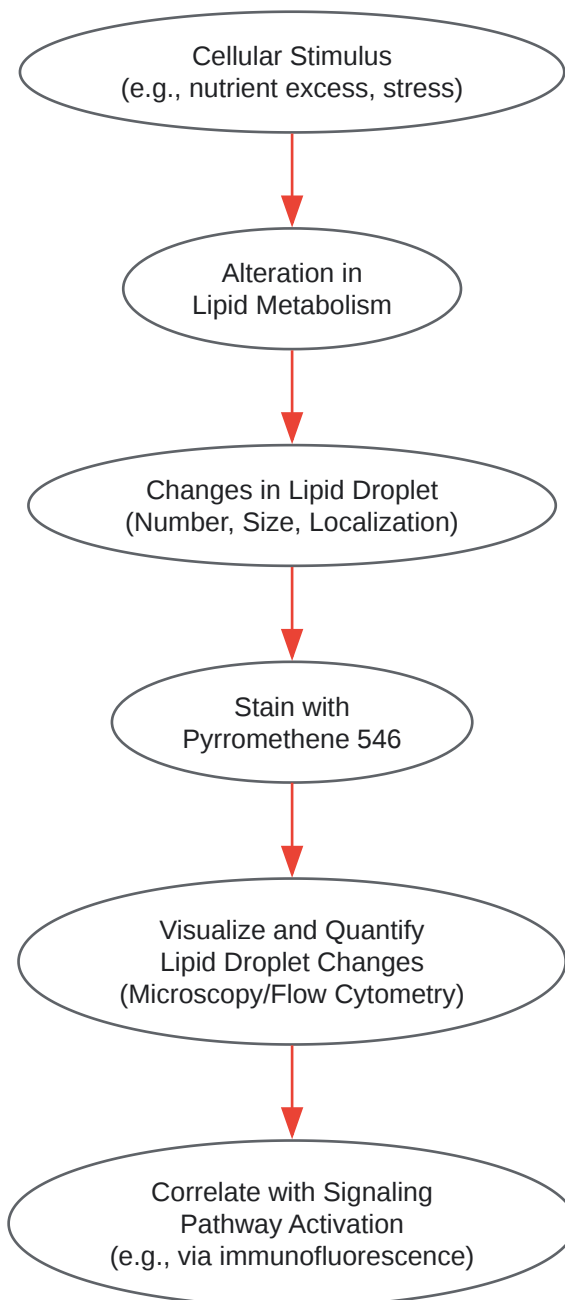 Cellular Stimulus
(e.g., nutrient excess, stress)
Alteration in
Lipid Metabolism
Changes in Lipid Droplet
(Number, Size, Localization)
Stain with
Pyrromethene 546
Visualize and Quantify
Lipid Droplet Changes
(Microscopy/Flow Cytometry)
Correlate with Signaling
Pathway Activation
(e.g., via immunofluorescence)